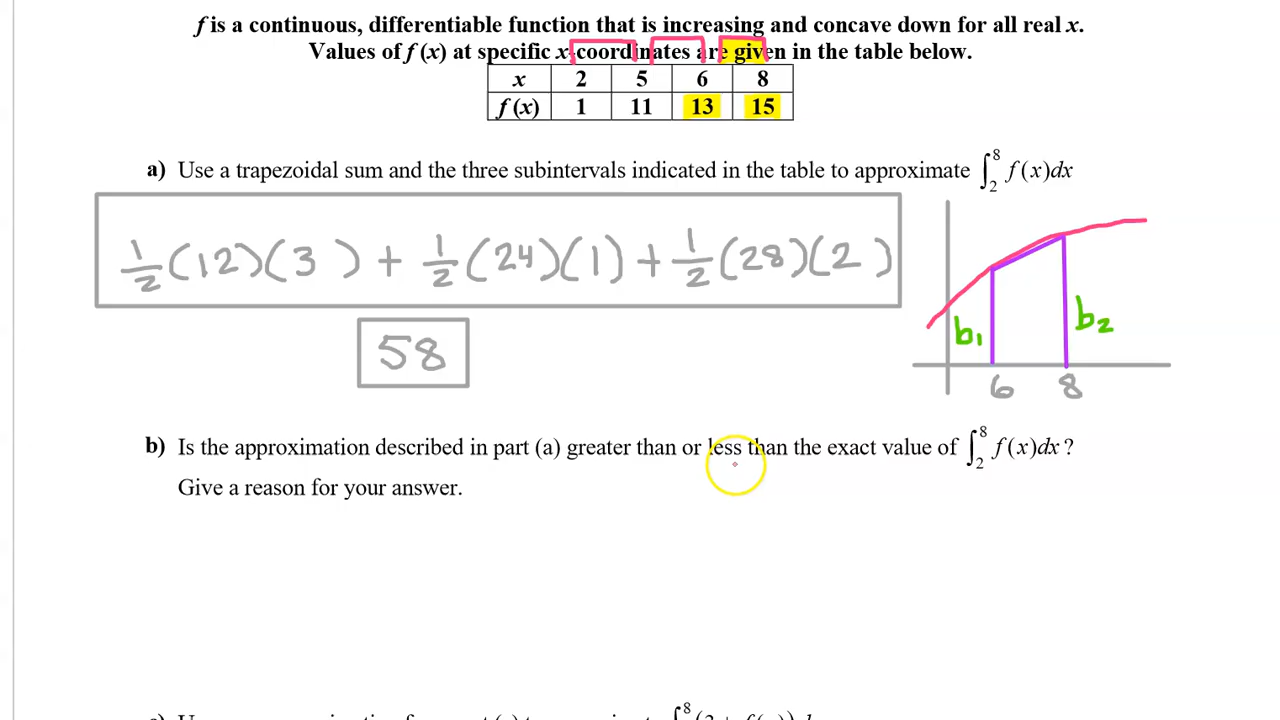 f is a continuous, differentiable function that is increasing and concave down for all real x.
Values of f (x) at specific x-coordinates are given in the table below.
x 2 5 6 8
f (x) 1 11 13 15
a) Use a trapezoidal sum and the three subintervals indicated in the table to approximate ∫₂⁸ f(x)dx
½(12)(3) + ½(24)(1) + ½(28)(2)
b₁ b₂
6 8
58
b) Is the approximation described in part (a) greater than or less than the exact value of ∫₂⁸ f(x)dx?
Give a reason for your answer.